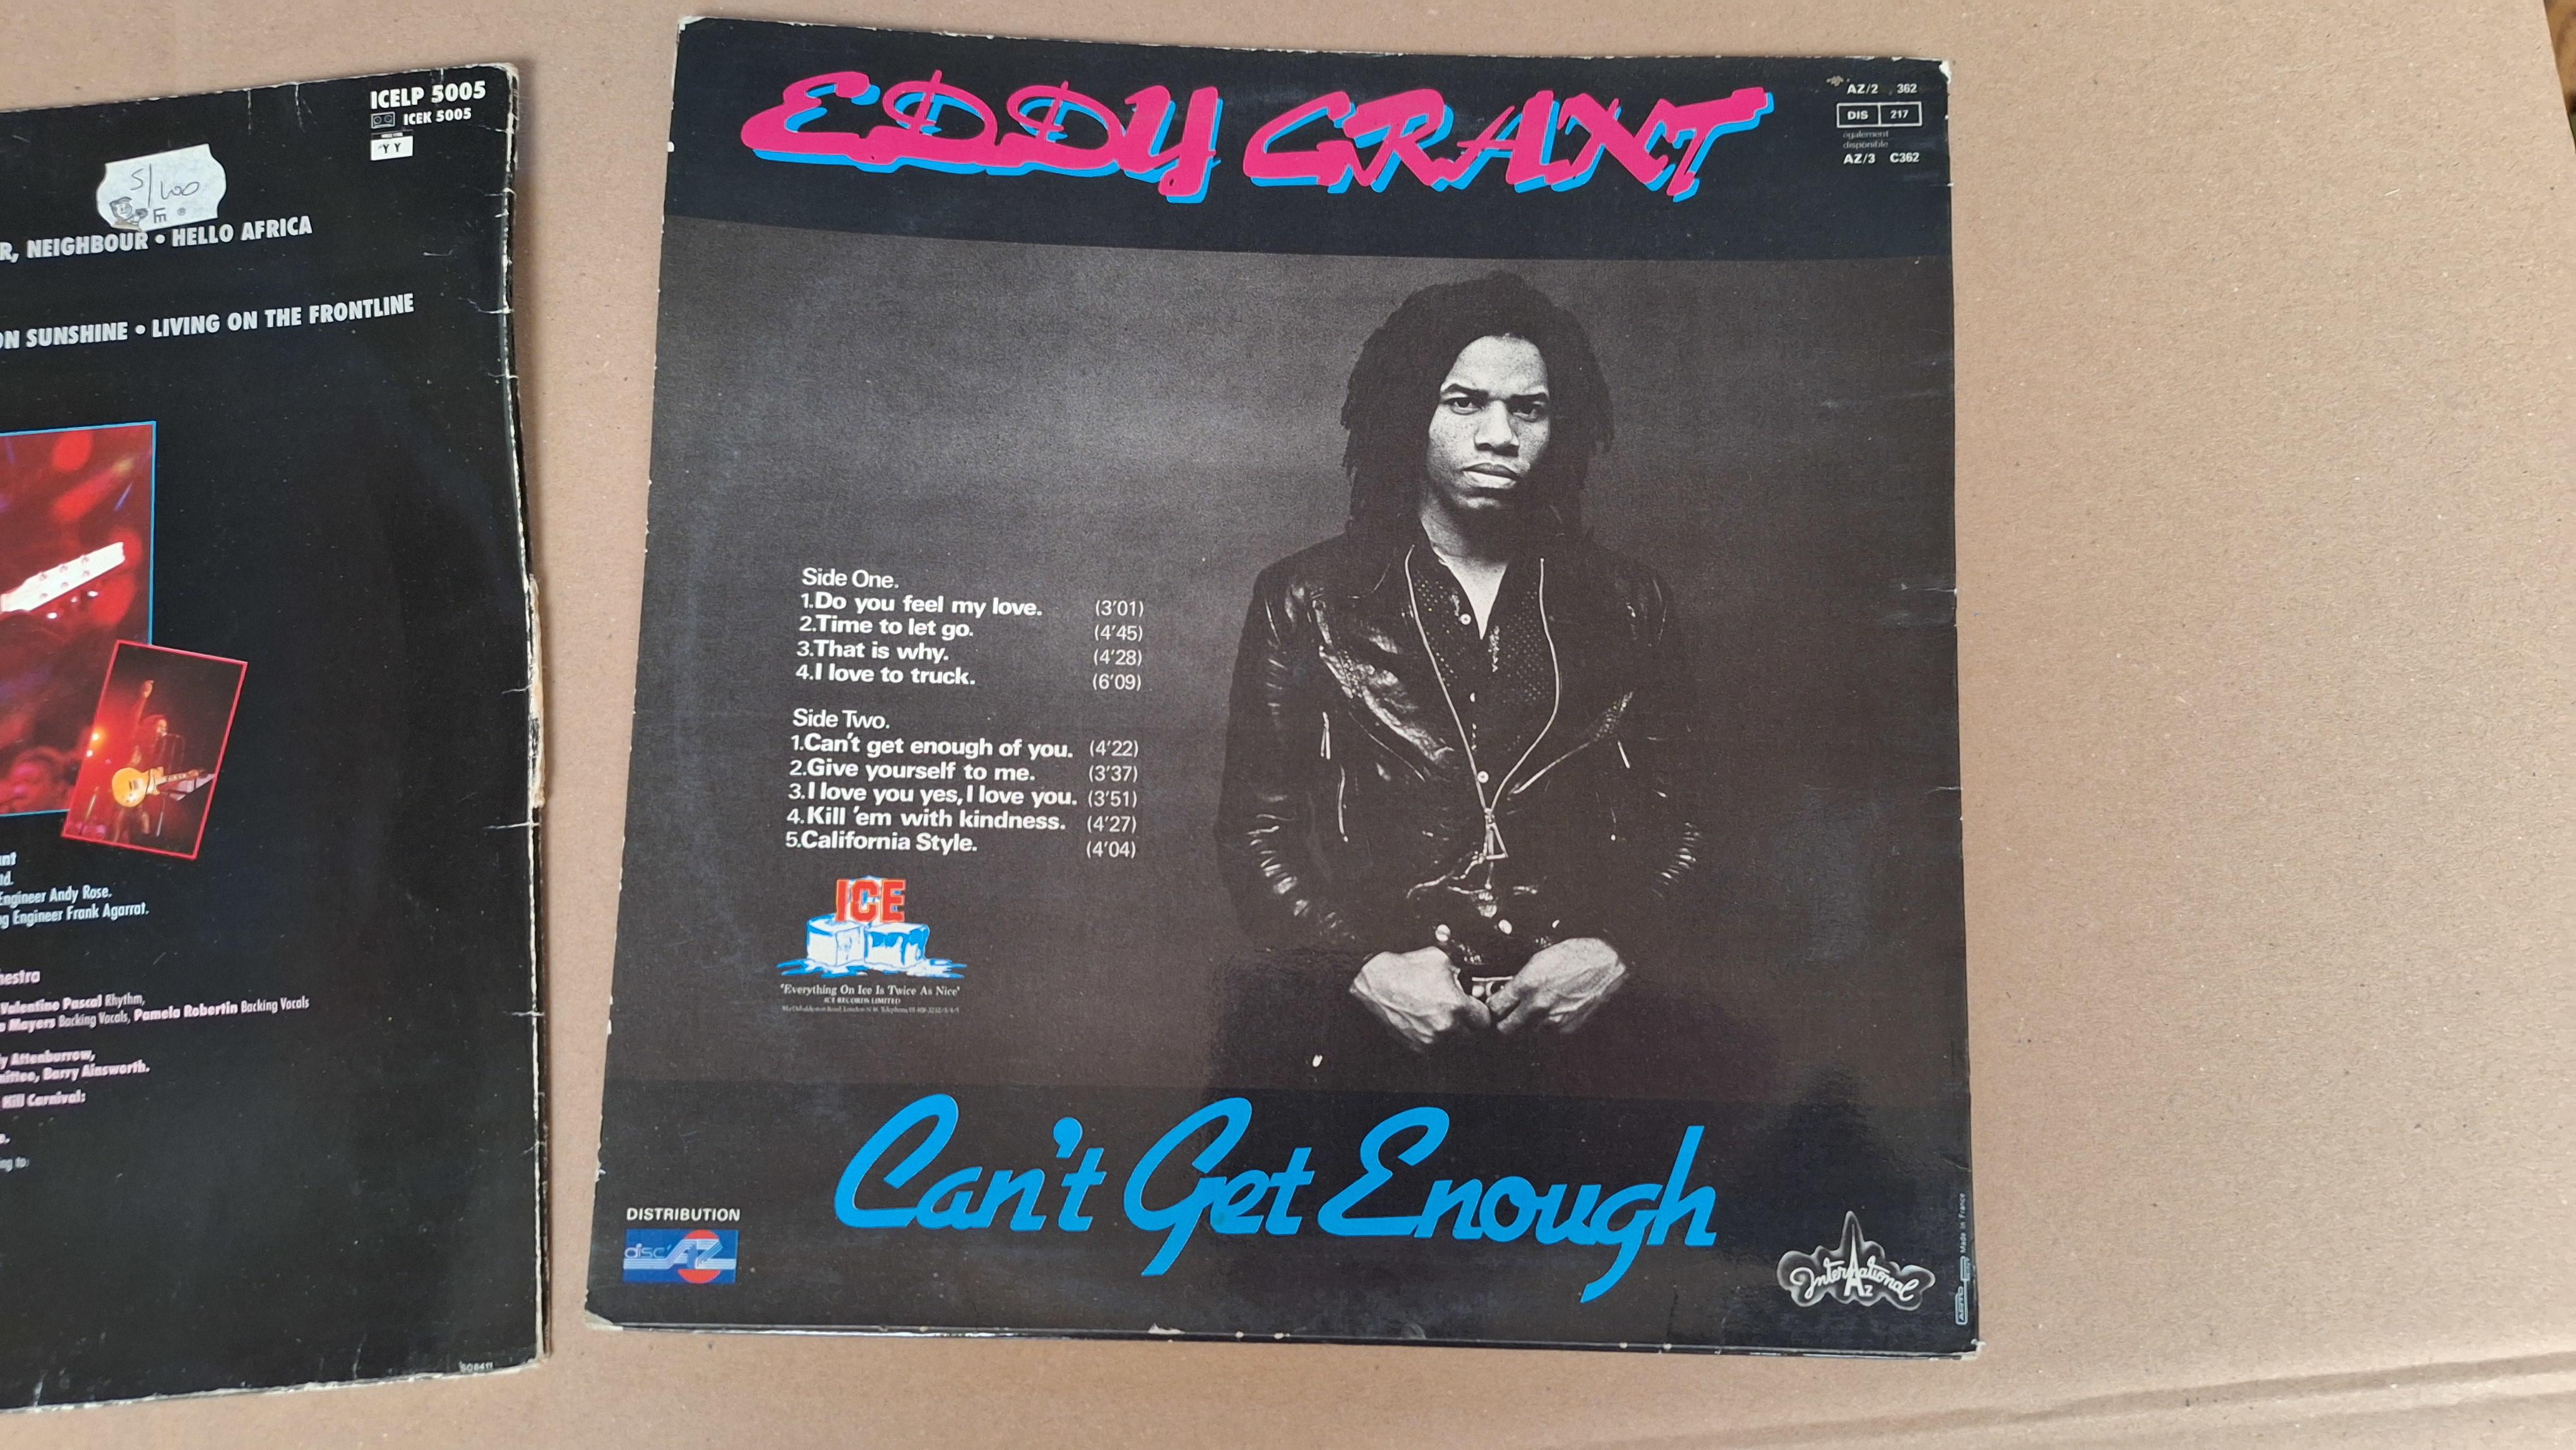 ICELP 5005
ICEK 5005
YY
R, NEIGHBOUR • HELLO AFRICA
ON SUNSHINE • LIVING ON THE FRONTLINE
Engineer Andy Rose.
Engineer Frank Agarrat.
Valentino Pascal Rhythm,
Mayers Backing Vocals, Pamela Robertin Backing Vocals
Attenburrow,
Barry Ainsworth.
Hill Carnival:
EDDY GRANT
AZ/2 362
DIS 217
également
disponible
AZ/3 C362
Side One.
1.Do you feel my love. (3'01)
2.Time to let go. (4'45)
3.That is why. (4'28)
4.I love to truck. (6'09)
Side Two.
1.Can't get enough of you. (4'22)
2.Give yourself to me. (3'37)
3.I love you yes, I love you. (3'51)
4.Kill 'em with kindness. (4'27)
5.California Style. (4'04)
ICE
'Everything On Ice Is Twice As Nice'
ICE RECORDS LIMITED
Can't Get Enough
DISTRIBUTION
disc'AZ
International
AZ
Made in France